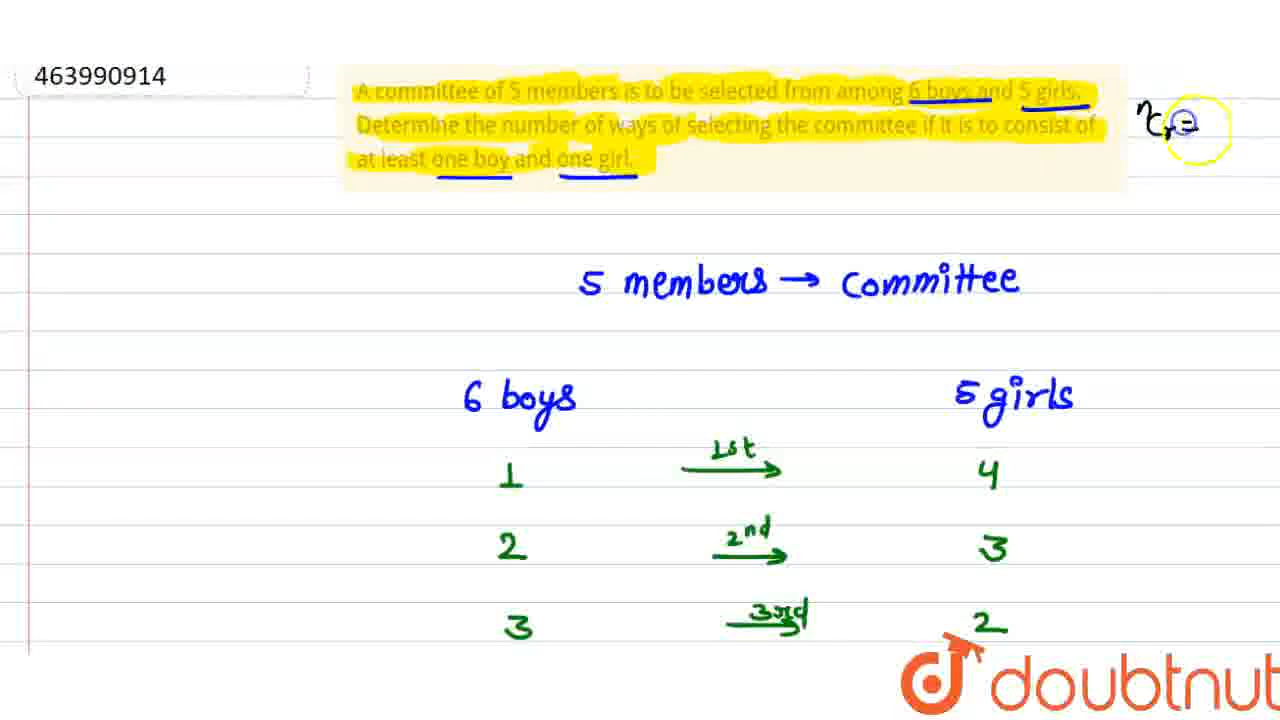 463990914
A committee of 5 members is to be selected from among 6 boys and 5 girls.
Determine the number of ways of selecting the committee if it is to consist of
at least one boy and one girl.
nCr =
5 members → committee
6 boys 5 girls
1 1st → 4
2 2nd → 3
3 3rd → 2
doubtnut